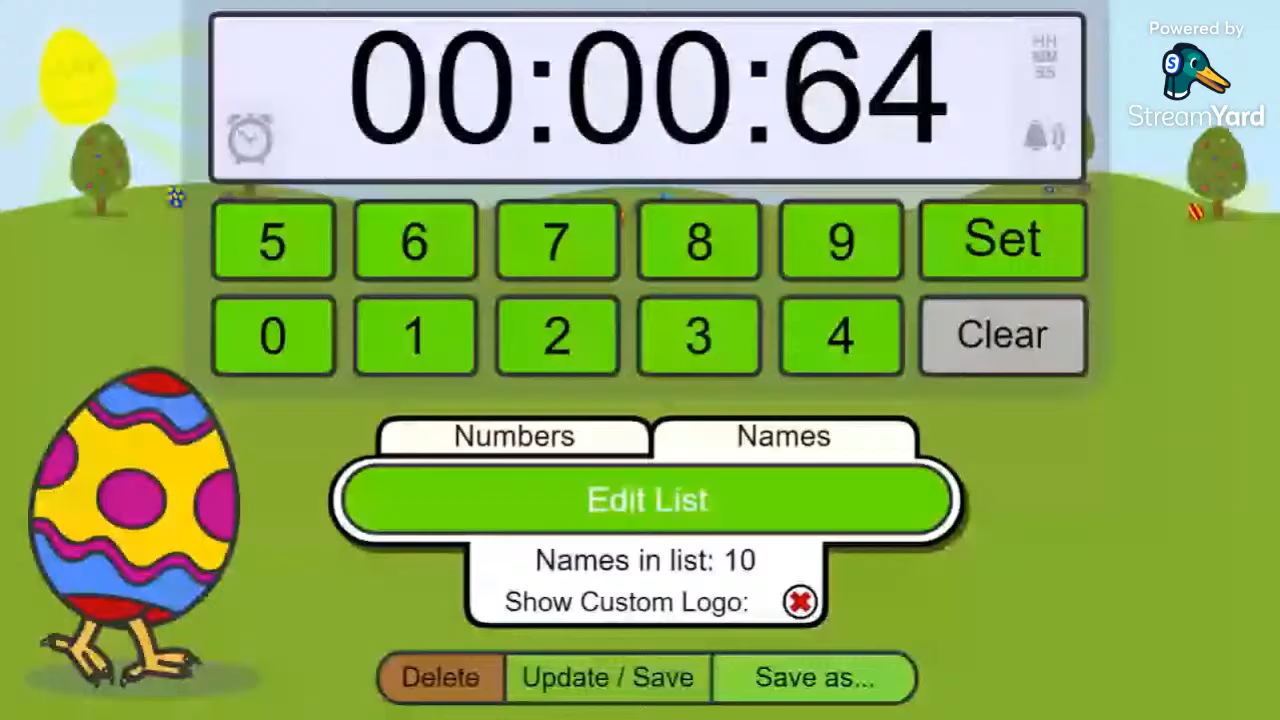 Powered by
StreamYard
00:00:64
HH
MM
SS
5 6 7 8 9 Set
0 1 2 3 4 Clear
Numbers Names
Edit List
Names in list: 10
Show Custom Logo:
Delete Update / Save Save as...